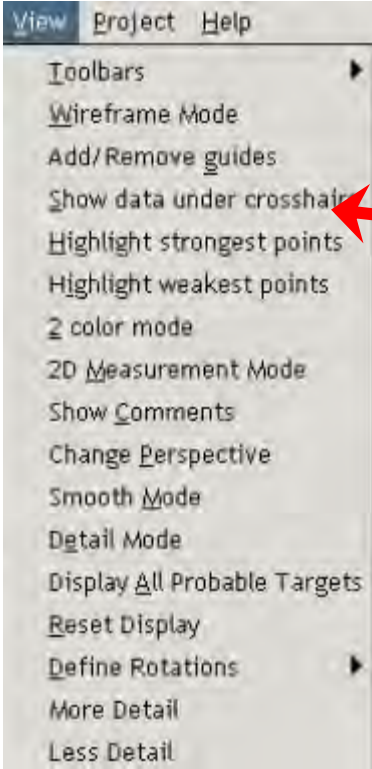 View Project Help
Toolbars
Wireframe Mode
Add/Remove guides
Show data under crosshairs
Highlight strongest points
Highlight weakest points
2 color mode
2D Measurement Mode
Show Comments
Change Perspective
Smooth Mode
Detail Mode
Display All Probable Targets
Reset Display
Define Rotations
More Detail
Less Detail